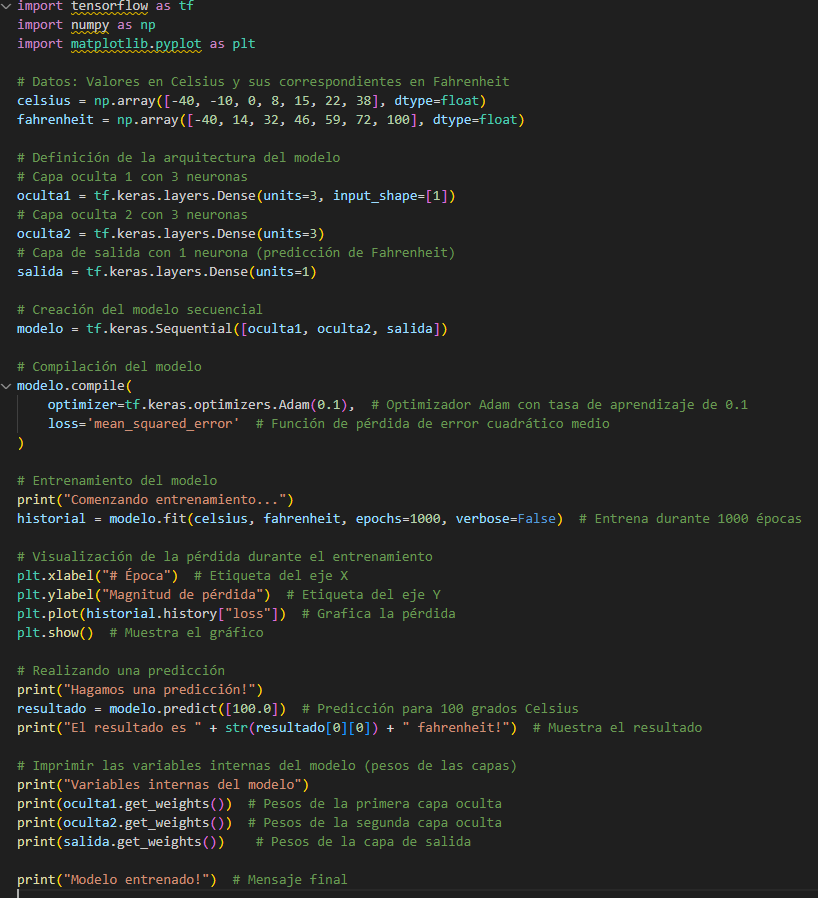 import tensorflow as tf
import numpy as np
import matplotlib.pyplot as plt

# Datos: Valores en Celsius y sus correspondientes en Fahrenheit
celsius = np.array([-40, -10, 0, 8, 15, 22, 38], dtype=float)
fahrenheit = np.array([-40, 14, 32, 46, 59, 72, 100], dtype=float)

# Definición de la arquitectura del modelo
# Capa oculta 1 con 3 neuronas
oculta1 = tf.keras.layers.Dense(units=3, input_shape=[1])
# Capa oculta 2 con 3 neuronas
oculta2 = tf.keras.layers.Dense(units=3)
# Capa de salida con 1 neurona (predicción de Fahrenheit)
salida = tf.keras.layers.Dense(units=1)

# Creación del modelo secuencial
modelo = tf.keras.Sequential([oculta1, oculta2, salida])

# Compilación del modelo
modelo.compile(
    optimizer=tf.keras.optimizers.Adam(0.1),  # Optimizador Adam con tasa de aprendizaje de 0.1
    loss='mean_squared_error'  # Función de pérdida de error cuadrático medio
)

# Entrenamiento del modelo
print("Comenzando entrenamiento...")
historial = modelo.fit(celsius, fahrenheit, epochs=1000, verbose=False)  # Entrena durante 1000 épocas

# Visualización de la pérdida durante el entrenamiento
plt.xlabel("# Época")  # Etiqueta del eje X
plt.ylabel("Magnitud de pérdida")  # Etiqueta del eje Y
plt.plot(historial.history["loss"])  # Grafica la pérdida
plt.show()  # Muestra el gráfico

# Realizando una predicción
print("Hagamos una predicción!")
resultado = modelo.predict([100.0])  # Predicción para 100 grados Celsius
print("El resultado es " + str(resultado[0][0]) + " fahrenheit!")  # Muestra el resultado

# Imprimir las variables internas del modelo (pesos de las capas)
print("Variables internas del modelo")
print(oculta1.get_weights())  # Pesos de la primera capa oculta
print(oculta2.get_weights())  # Pesos de la segunda capa oculta
print(salida.get_weights())    # Pesos de la capa de salida

print("Modelo entrenado!")  # Mensaje final